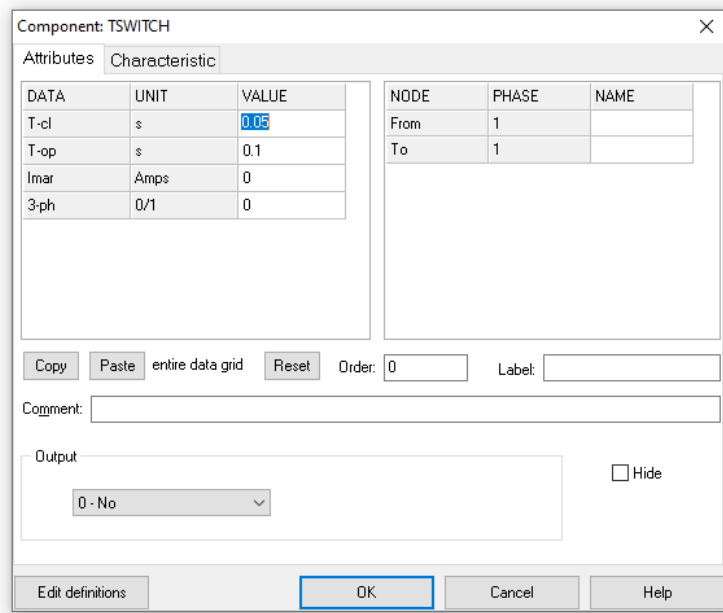 Component: TSWITCH
Attributes Characteristic
DATA UNIT VALUE
T-cl s 0.05
T-op s 0.1
Imar Amps 0
3-ph 0/1 0
NODE PHASE NAME
From 1
To 1
Copy Paste entire data grid Reset Order: 0 Label:
Comment:
Output
0 - No
Hide
Edit definitions OK Cancel Help